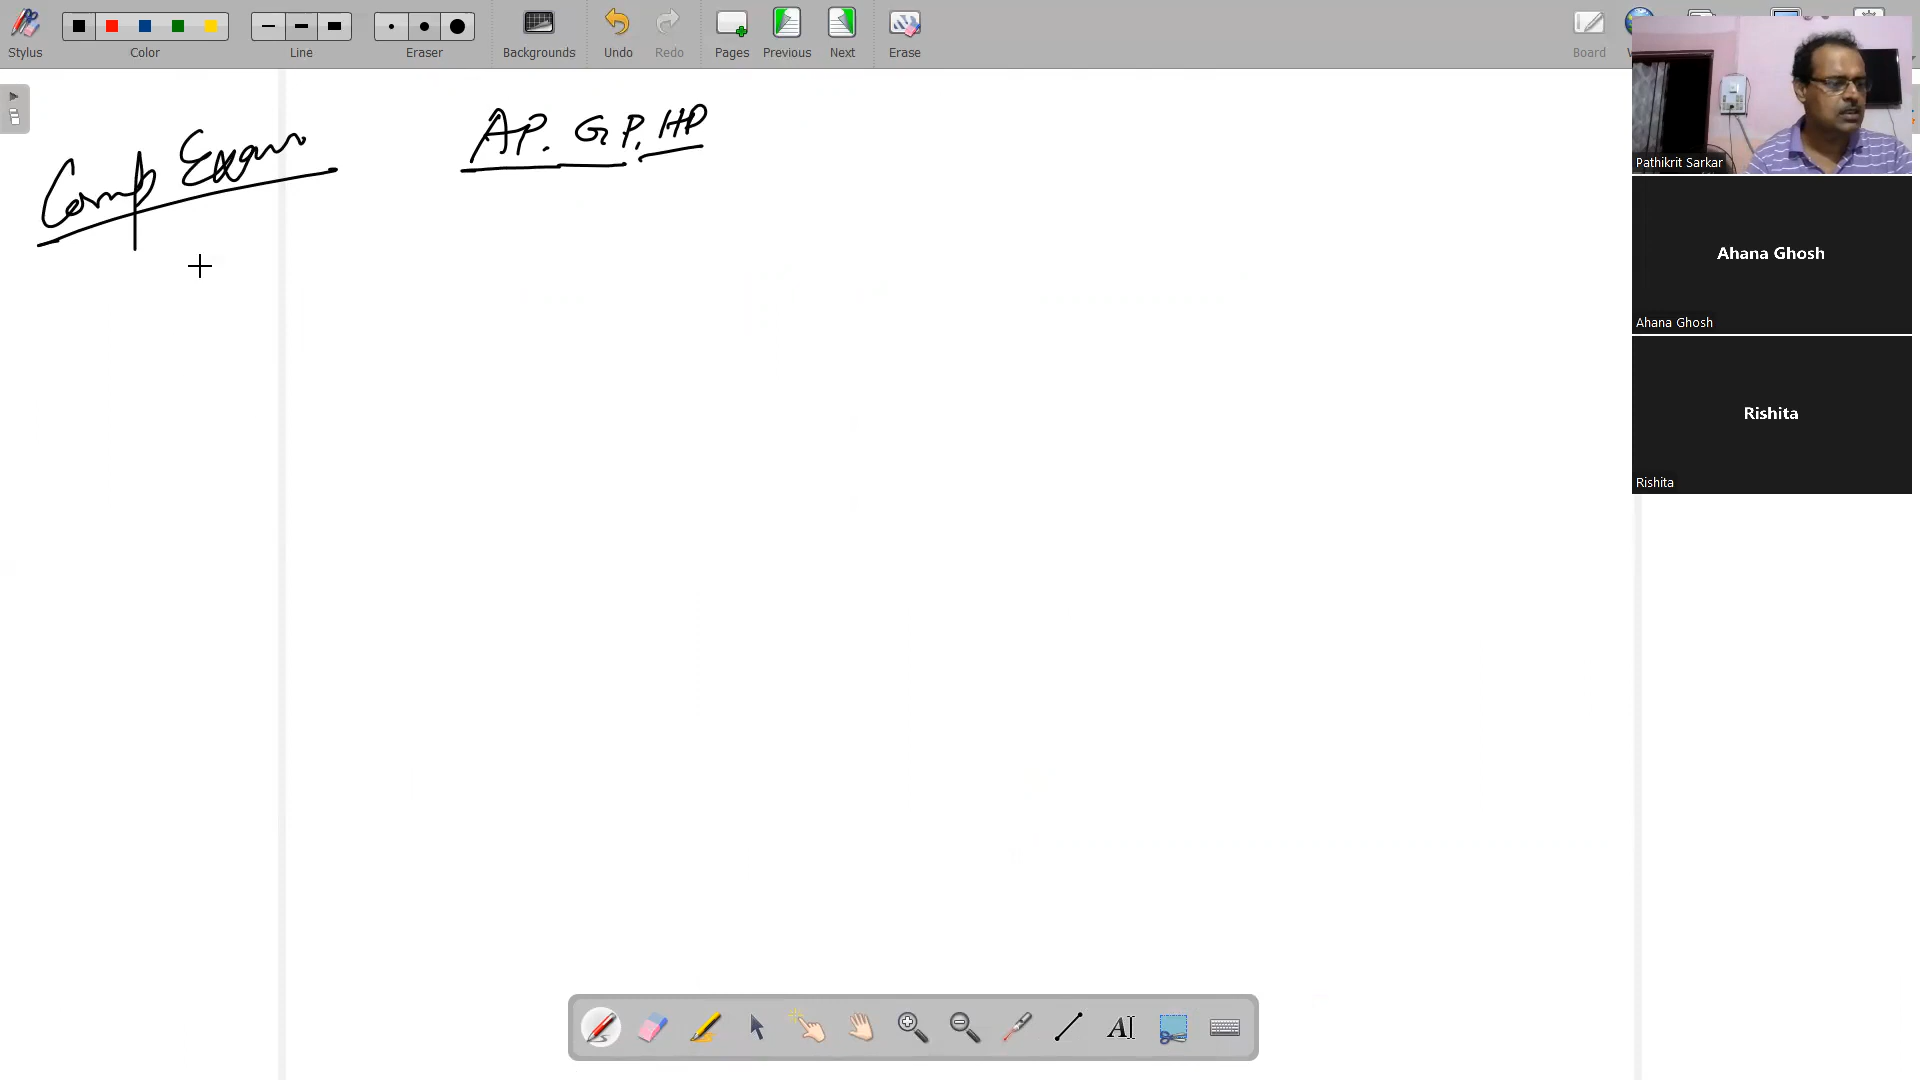 Stylus
Color
Line
Eraser
Backgrounds
Undo
Redo
Pages
Previous
Next
Erase
Board
Comp Exam
AP. GP, HP
Pathikrit Sarkar
Ahana Ghosh
Ahana Ghosh
Rishita
Rishita